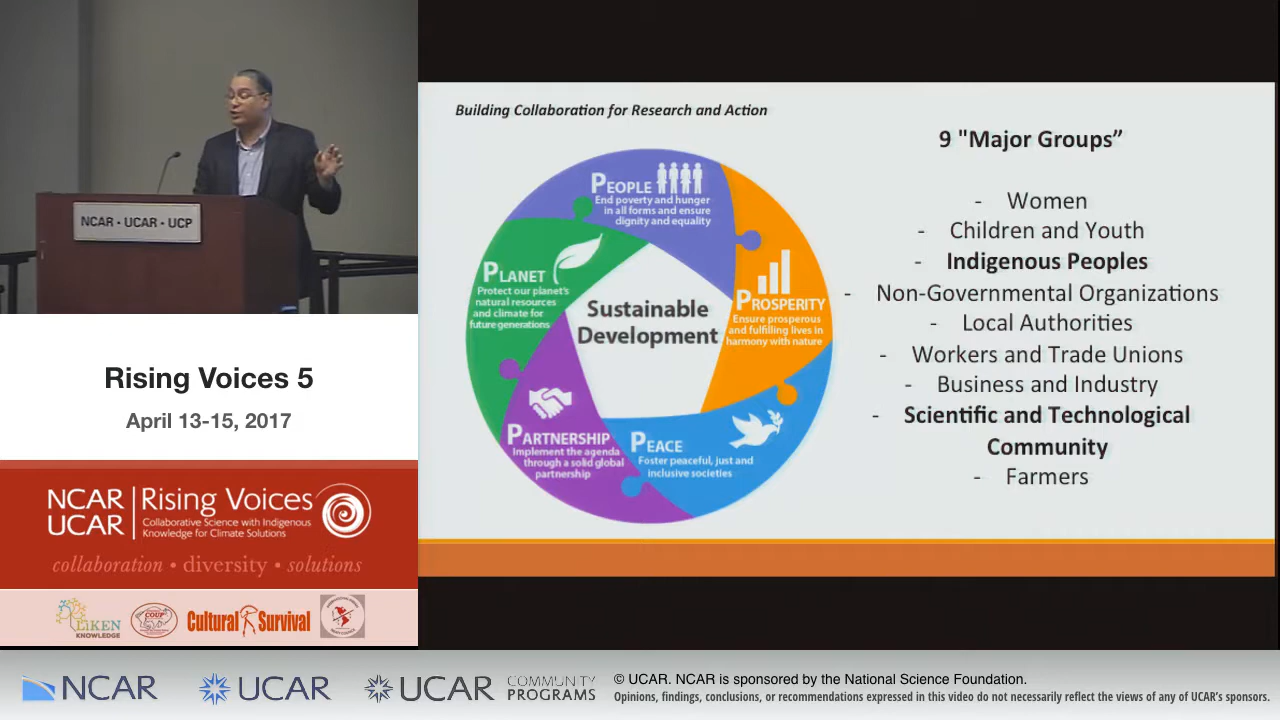 NCAR • UCAR • UCP
Rising Voices 5
April 13-15, 2017
NCAR
UCAR
Rising Voices
Collaborative Science with Indigenous
Knowledge for Climate Solutions
collaboration • diversity • solutions
LiKEN
KNOWLEDGE
COUP
Cultural Survival
Building Collaboration for Research and Action
PEOPLE
End poverty and hunger
in all forms and ensure
dignity and equality
PLANET
Protect our planet's
natural resources
and climate for
future generations
PROSPERITY
Ensure prosperous
and fulfilling lives in
harmony with nature
Sustainable
Development
PARTNERSHIP
Implement the agenda
through a solid global
partnership
PEACE
Foster peaceful, just and
inclusive societies
9 "Major Groups”
- Women
- Children and Youth
- Indigenous Peoples
- Non-Governmental Organizations
- Local Authorities
- Workers and Trade Unions
- Business and Industry
- Scientific and Technological
Community
- Farmers
NCAR
UCAR
UCAR
COMMUNITY
PROGRAMS
© UCAR. NCAR is sponsored by the National Science Foundation.
Opinions, findings, conclusions, or recommendations expressed in this video do not necessarily reflect the views of any of UCAR's sponsors.